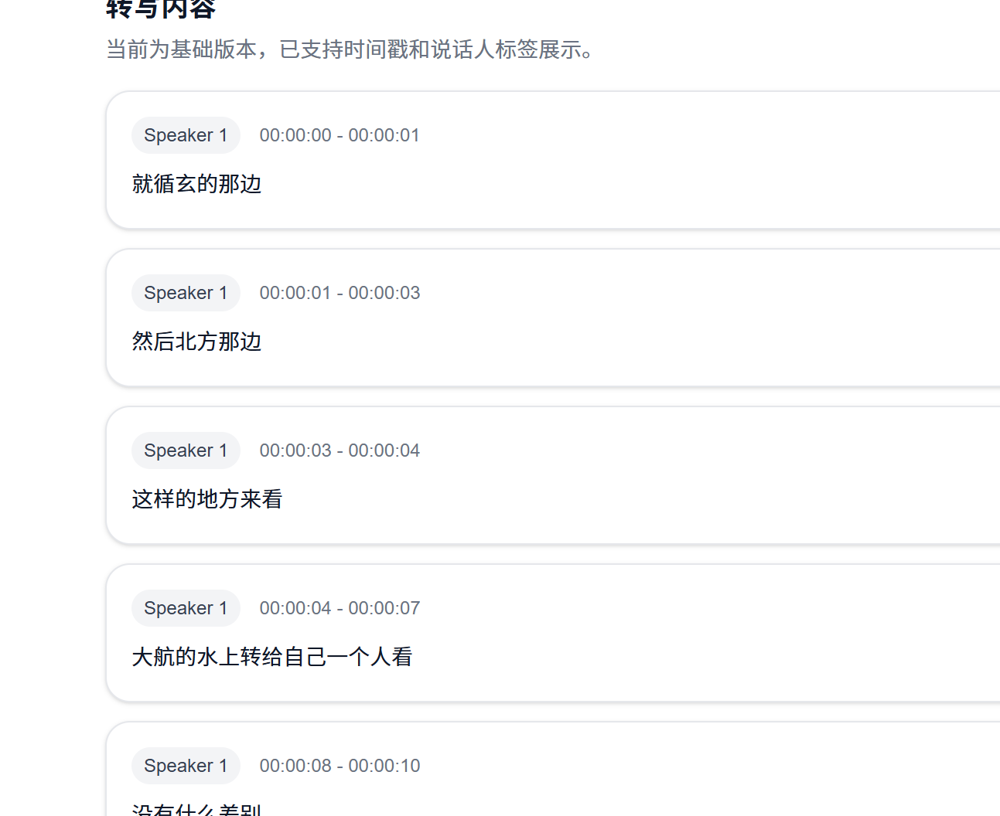 转写内容
当前为基础版本，已支持时间戳和说话人标签展示。
Speaker 1 00:00:00 - 00:00:01
就循玄的那边
Speaker 1 00:00:01 - 00:00:03
然后北方那边
Speaker 1 00:00:03 - 00:00:04
这样的地方来看
Speaker 1 00:00:04 - 00:00:07
大航的水上转给自己一个人看
Speaker 1 00:00:08 - 00:00:10
没有什么差别